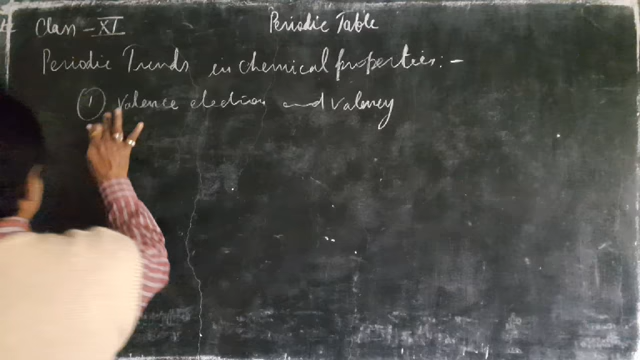 Class - XI Periodic Table
Periodic Trends in chemical properties:-
① valence electron and valency